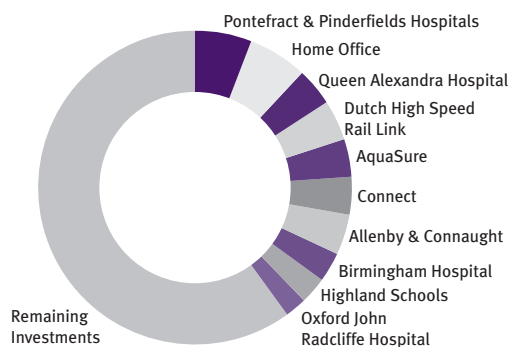 Pontefract & Pinderfields Hospitals
Home Office
Queen Alexandra Hospital
Dutch High Speed
Rail Link
AquaSure
Connect
Allenby & Connaught
Birmingham Hospital
Highland Schools
Oxford John
Radcliffe Hospital
Remaining
Investments